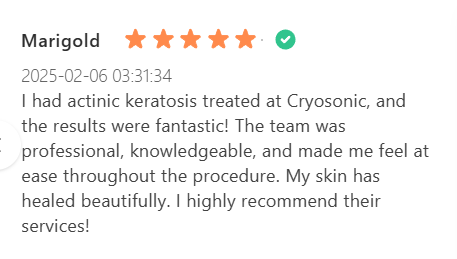 Marigold
2025-02-06 03:31:34
I had actinic keratosis treated at Cryosonic, and
the results were fantastic! The team was
professional, knowledgeable, and made me feel at
ease throughout the procedure. My skin has
healed beautifully. I highly recommend their
services!